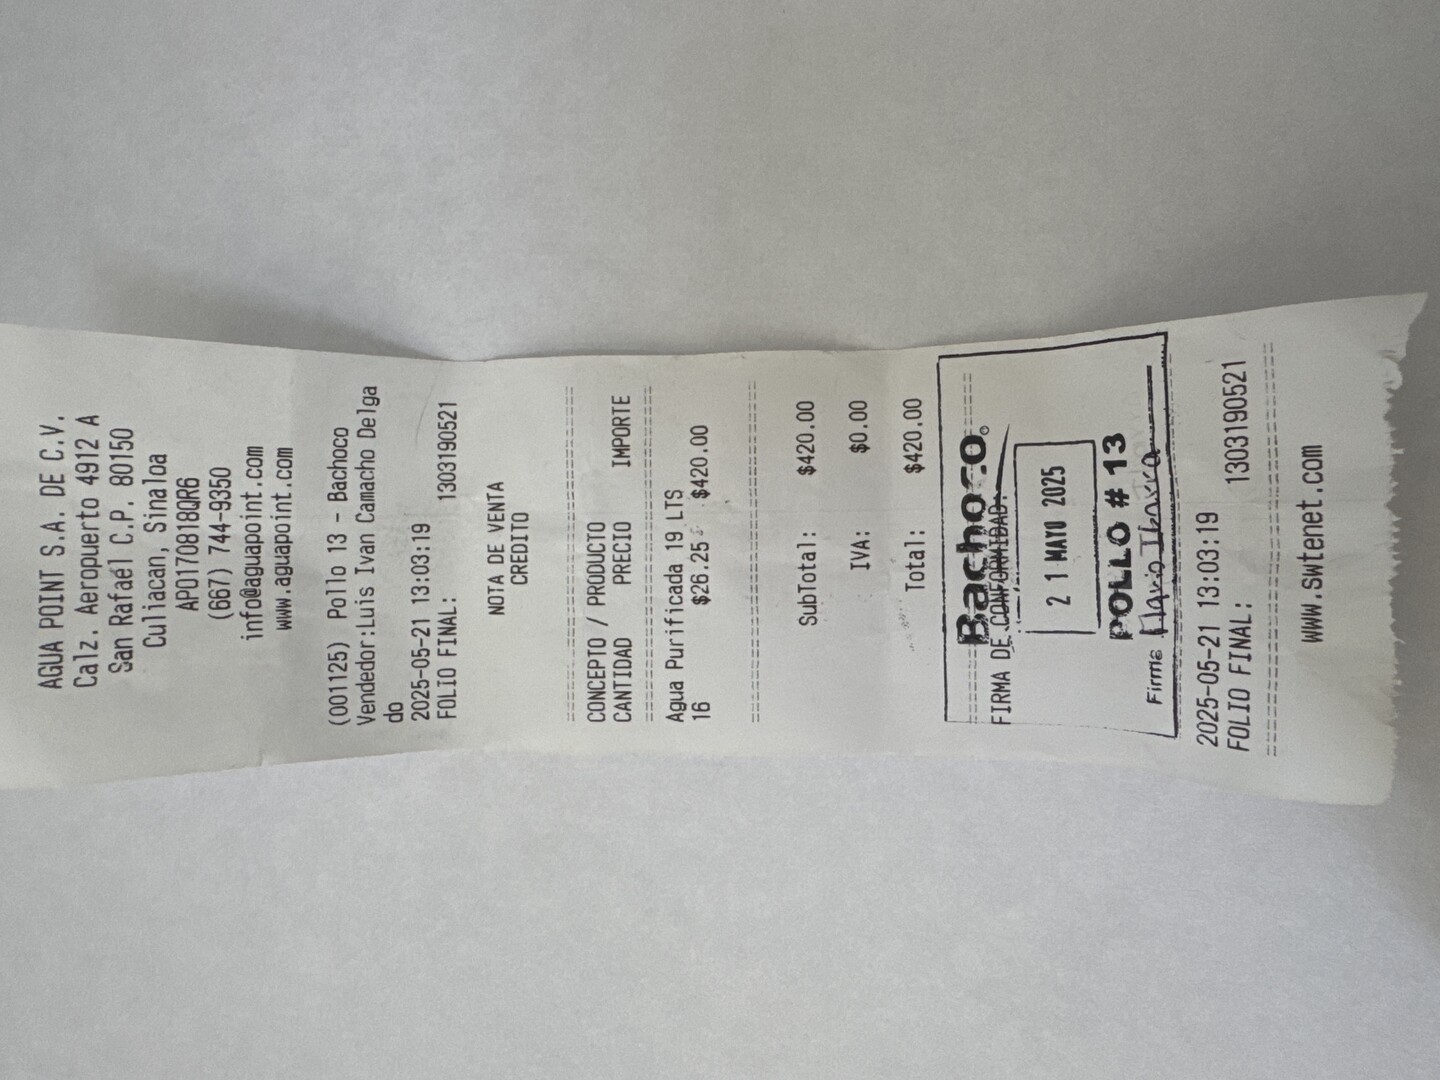 AGUA POINT S.A. DE C.V.
Calz. Aeropuerto 4912 A
San Rafael C.P. 80150
Culiacan, Sinaloa
APO170818QR6
(667) 744-9350
info@aguapoint.com
www.aguapoint.com
(001125) Pollo 13 - Bachoco
Vendedor:Luis Ivan Camacho Delga
do
2025-05-21 13:03:19
FOLIO FINAL: 1303190521
NOTA DE VENTA
CREDITO
CONCEPTO / PRODUCTO
CANTIDAD PRECIO IMPORTE
Agua Purificada 19 LTS
16 $26.25 $420.00
SubTotal: $420.00
IVA: $0.00
Total: $420.00
Bachoco
FIRMA DE CONFORMIDAD:
21 MAYO 2025
POLLO # 13
Firma Flavio Ibarra
2025-05-21 13:03:19
FOLIO FINAL: 1303190521
www.swtenet.com